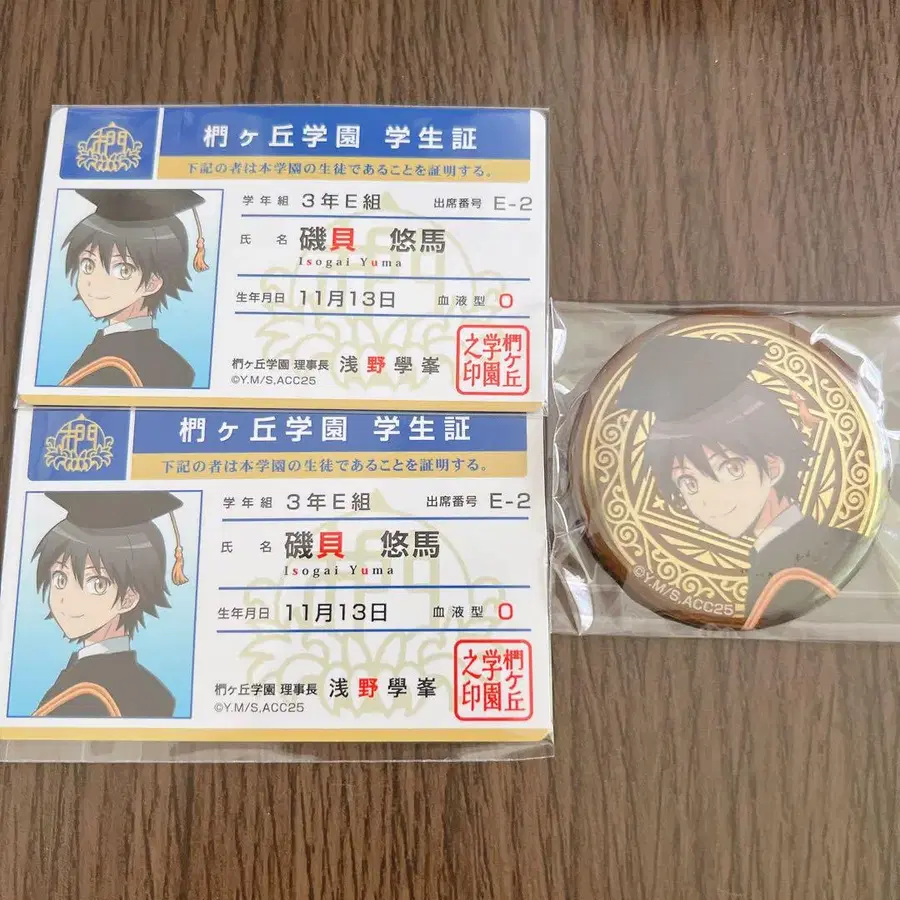 椚
椚ヶ丘学園 学生証
下記の者は本学園の生徒であることを証明する。
学年組 3年E組 出席番号 E-2
氏 名 磯貝 悠馬
Isogai Yuma
生年月日 11月13日 血液型 O
椚ヶ丘学園 理事長 浅野學峯
椚ヶ丘学園之印
©Y.M/S,ACC25
椚
椚ヶ丘学園 学生証
下記の者は本学園の生徒であることを証明する。
学年組 3年E組 出席番号 E-2
氏 名 磯貝 悠馬
Isogai Yuma
生年月日 11月13日 血液型 O
椚ヶ丘学園 理事長 浅野學峯
椚ヶ丘学園之印
©Y.M/S,ACC25
©Y.M/S,ACC25